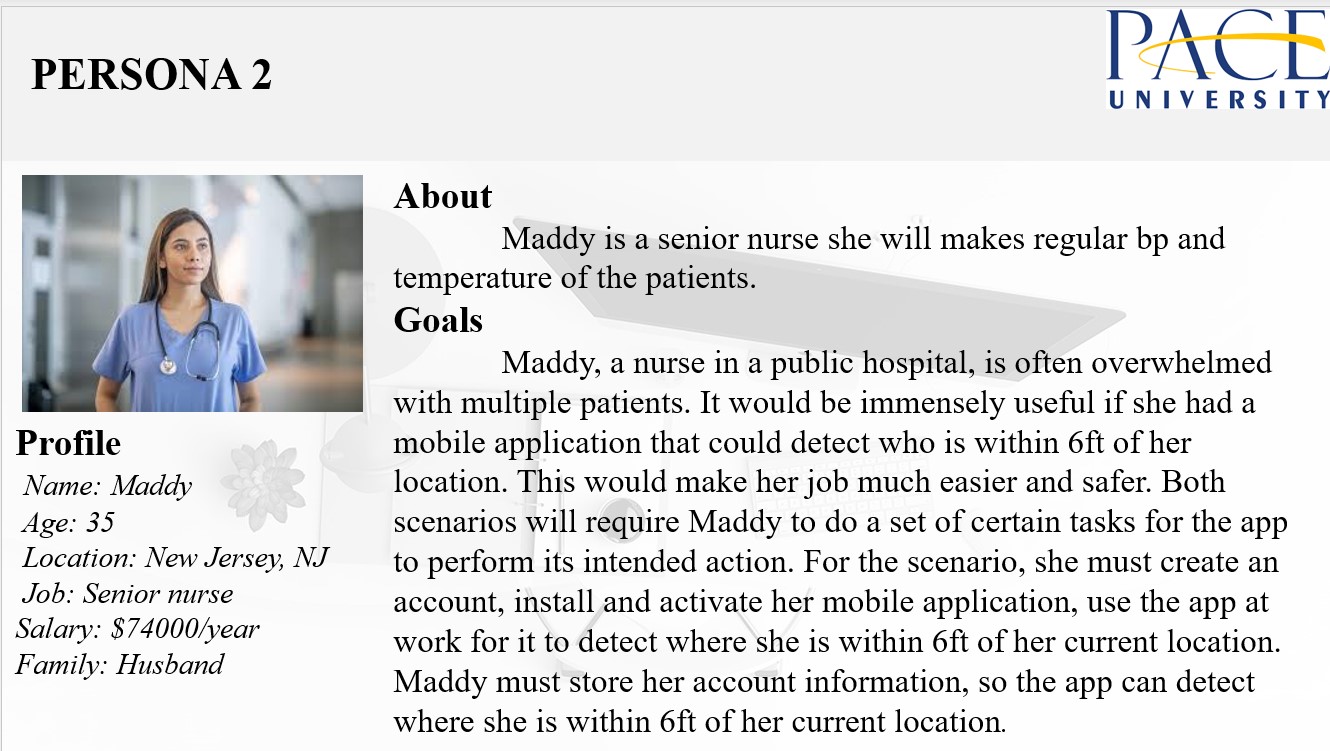 PACE
UNIVERSITY
PERSONA 2
Profile
Name: Maddy
Age: 35
Location: New Jersey, NJ
Job: Senior nurse
Salary: $74000/year
Family: Husband
About
Maddy is a senior nurse she will makes regular bp and
temperature of the patients.
Goals
Maddy, a nurse in a public hospital, is often overwhelmed
with multiple patients. It would be immensely useful if she had a
mobile application that could detect who is within 6ft of her
location. This would make her job much easier and safer. Both
scenarios will require Maddy to do a set of certain tasks for the app
to perform its intended action. For the scenario, she must create an
account, install and activate her mobile application, use the app at
work for it to detect where she is within 6ft of her current location.
Maddy must store her account information, so the app can detect
where she is within 6ft of her current location.